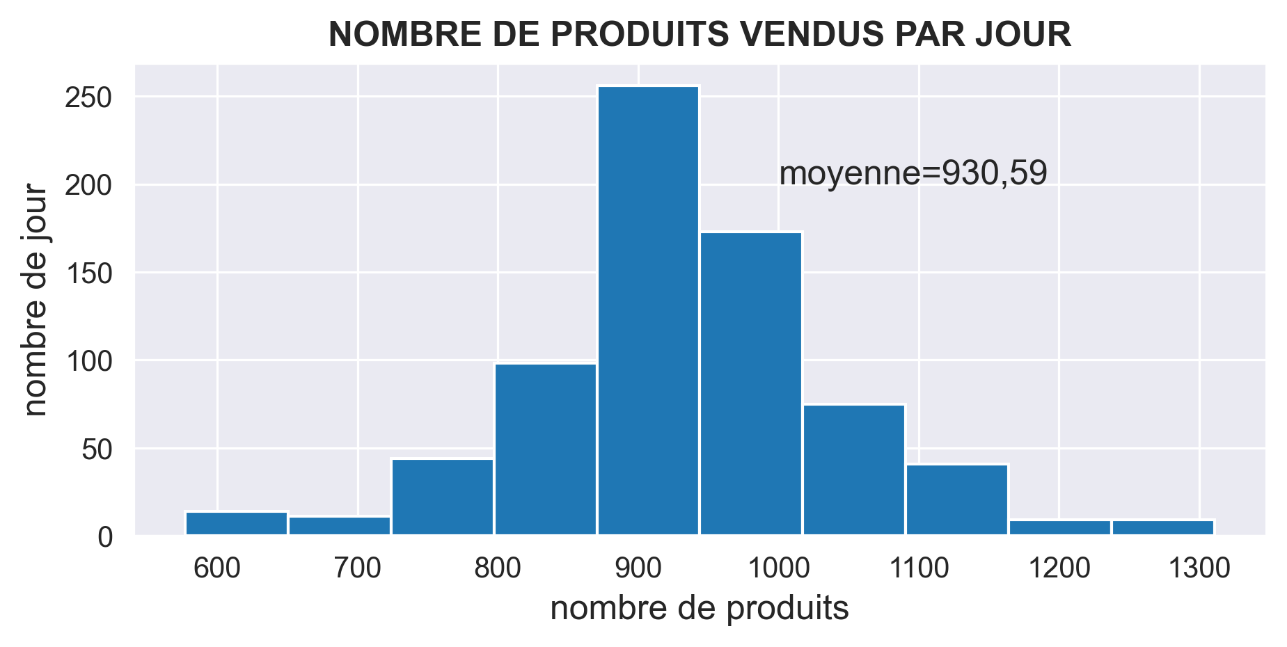 NOMBRE DE PRODUITS VENDUS PAR JOUR
250
200
150
100
50
0
nombre de jour
moyenne=930,59
600 700 800 900 1000 1100 1200 1300
nombre de produits